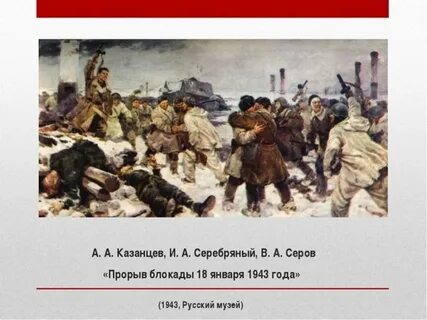 А. А. Казанцев, И. А. Серебряный, В. А. Серов
«Прорыв блокады 18 января 1943 года»
(1943, Русский музей)